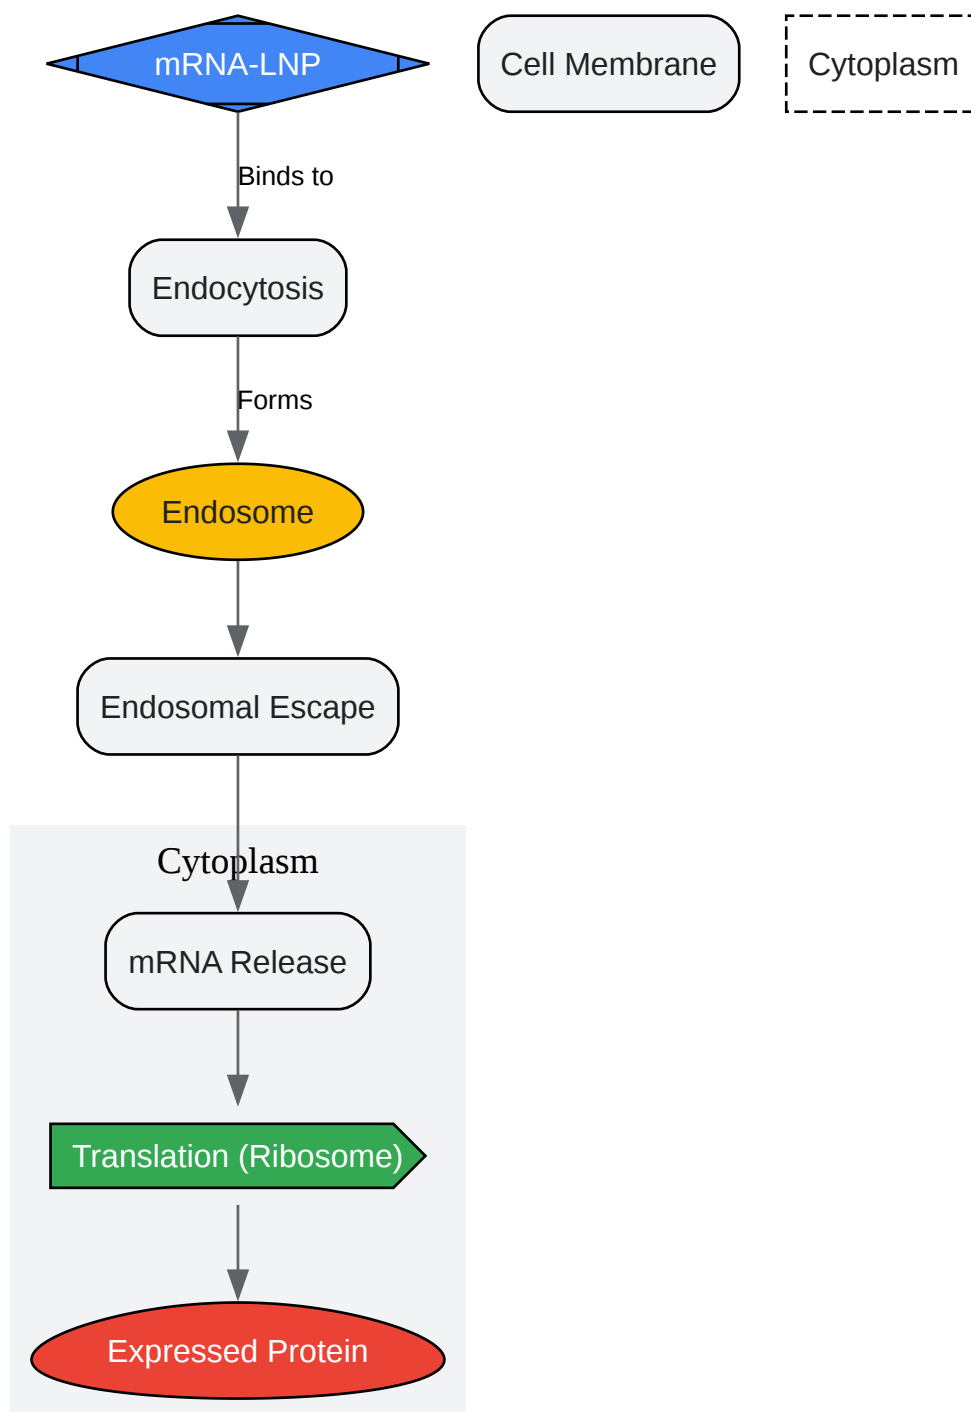 mRNA-LNP
Cell Membrane
Cytoplasm
Binds to
Endocytosis
Forms
Endosome
Endosomal Escape
Cytoplasm
mRNA Release
Translation (Ribosome)
Expressed Protein